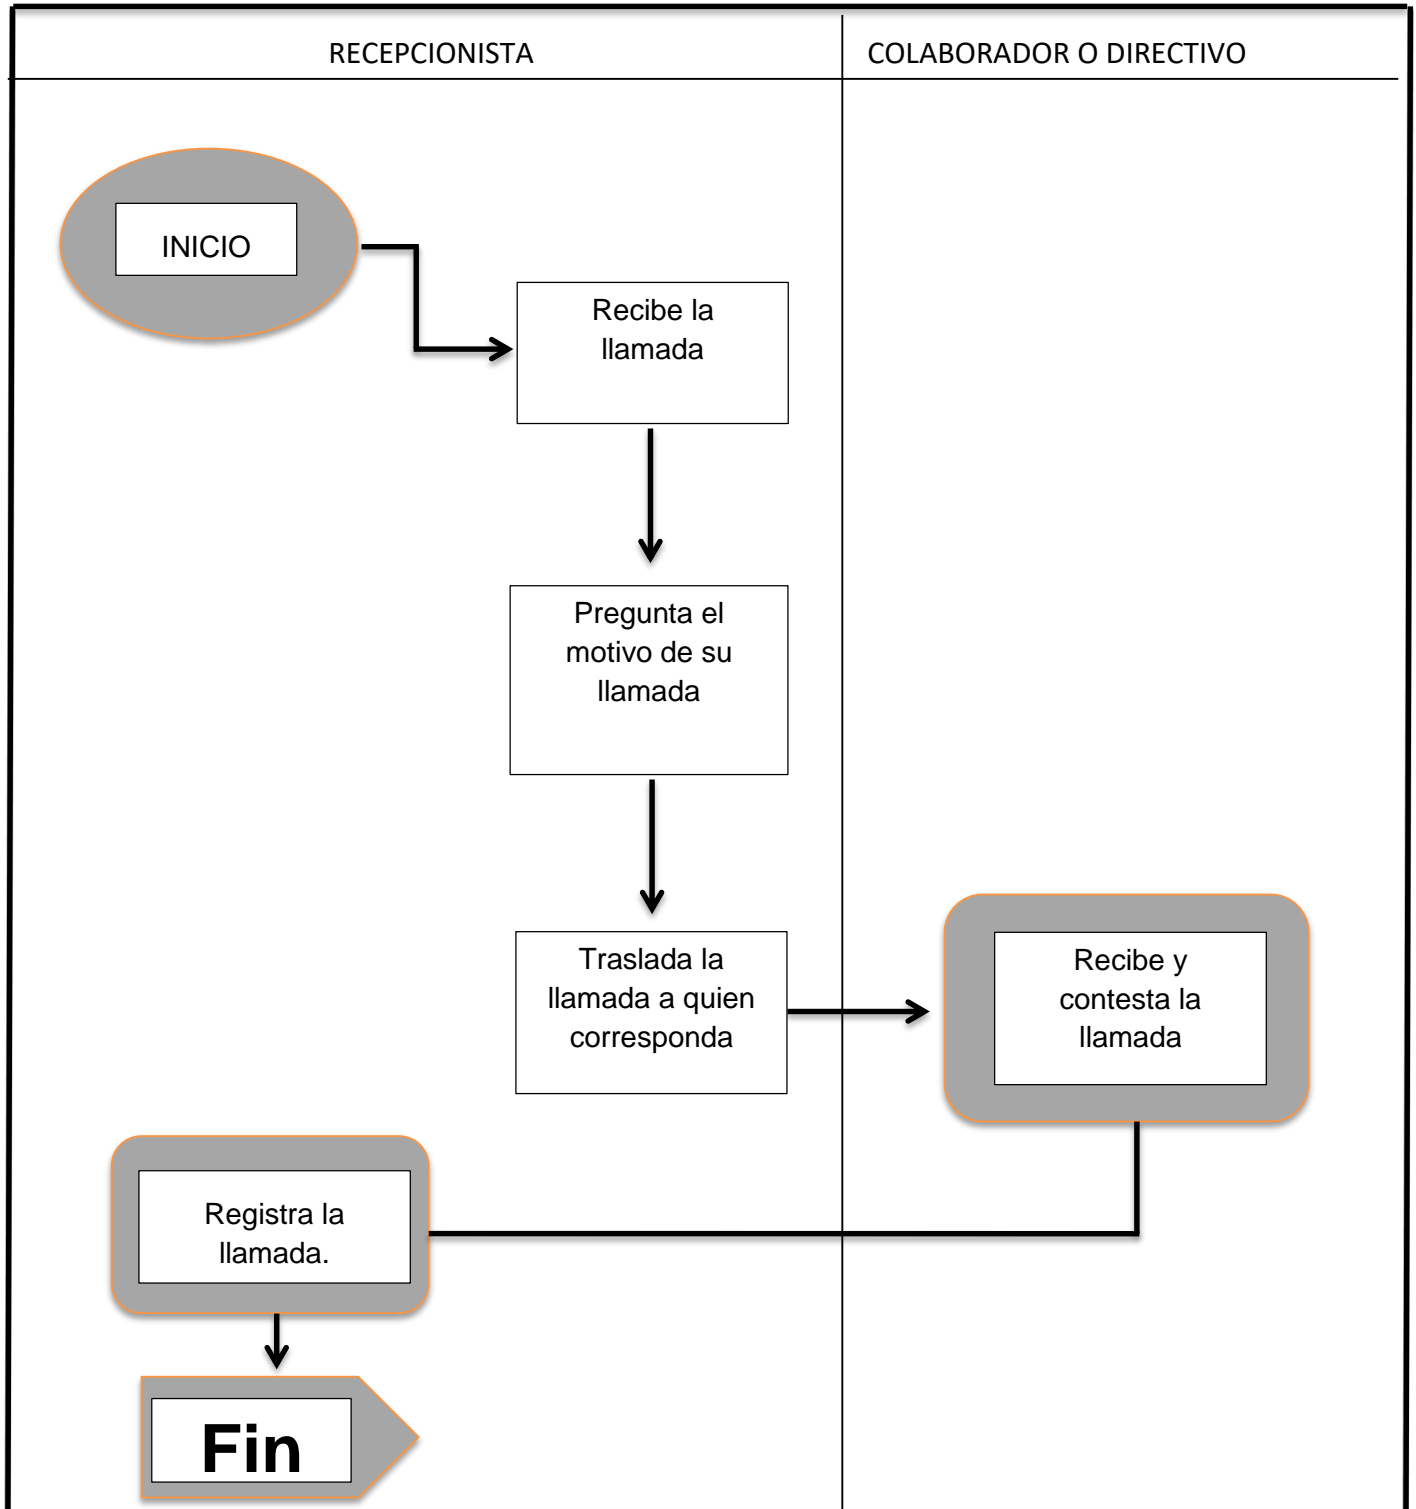 RECEPCIONISTA
COLABORADOR O DIRECTIVO
INICIO
Recibe la
llamada
Pregunta el
motivo de su
llamada
Traslada la
llamada a quien
corresponda
Recibe y
contesta la
llamada
Registra la
llamada.
Fin